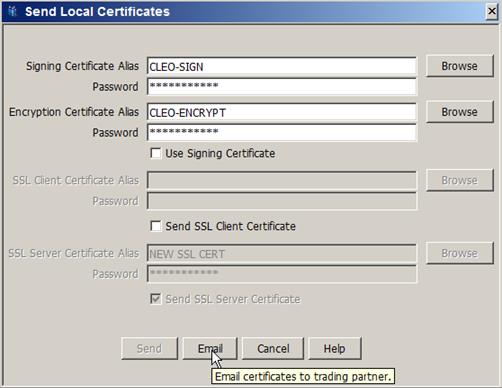 Send Local Certificates
Signing Certificate Alias CLEO-SIGN Browse
Password ***********
Encryption Certificate Alias CLEO-ENCRYPT Browse
Password ***********
Use Signing Certificate
SSL Client Certificate Alias Browse
Password
Send SSL Client Certificate
SSL Server Certificate Alias NEW SSL CERT Browse
Password ***********
Send SSL Server Certificate
Send Email Cancel Help
Email certificates to trading partner.